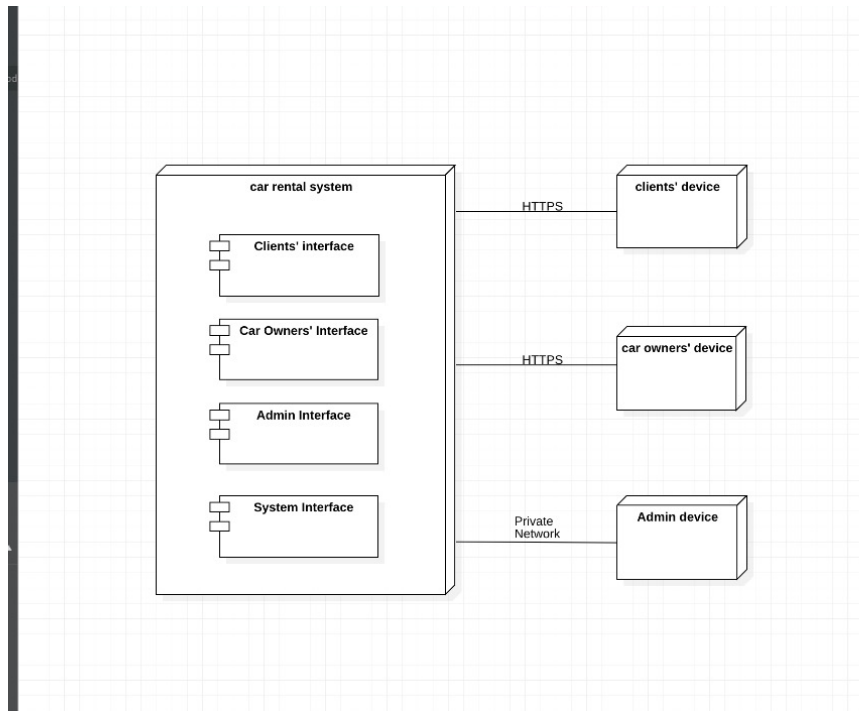 car rental system
clients' device
HTTPS
Clients' interface
Car Owners' Interface
car owners' device
HTTPS
Admin Interface
System Interface
Admin device
Private
Network